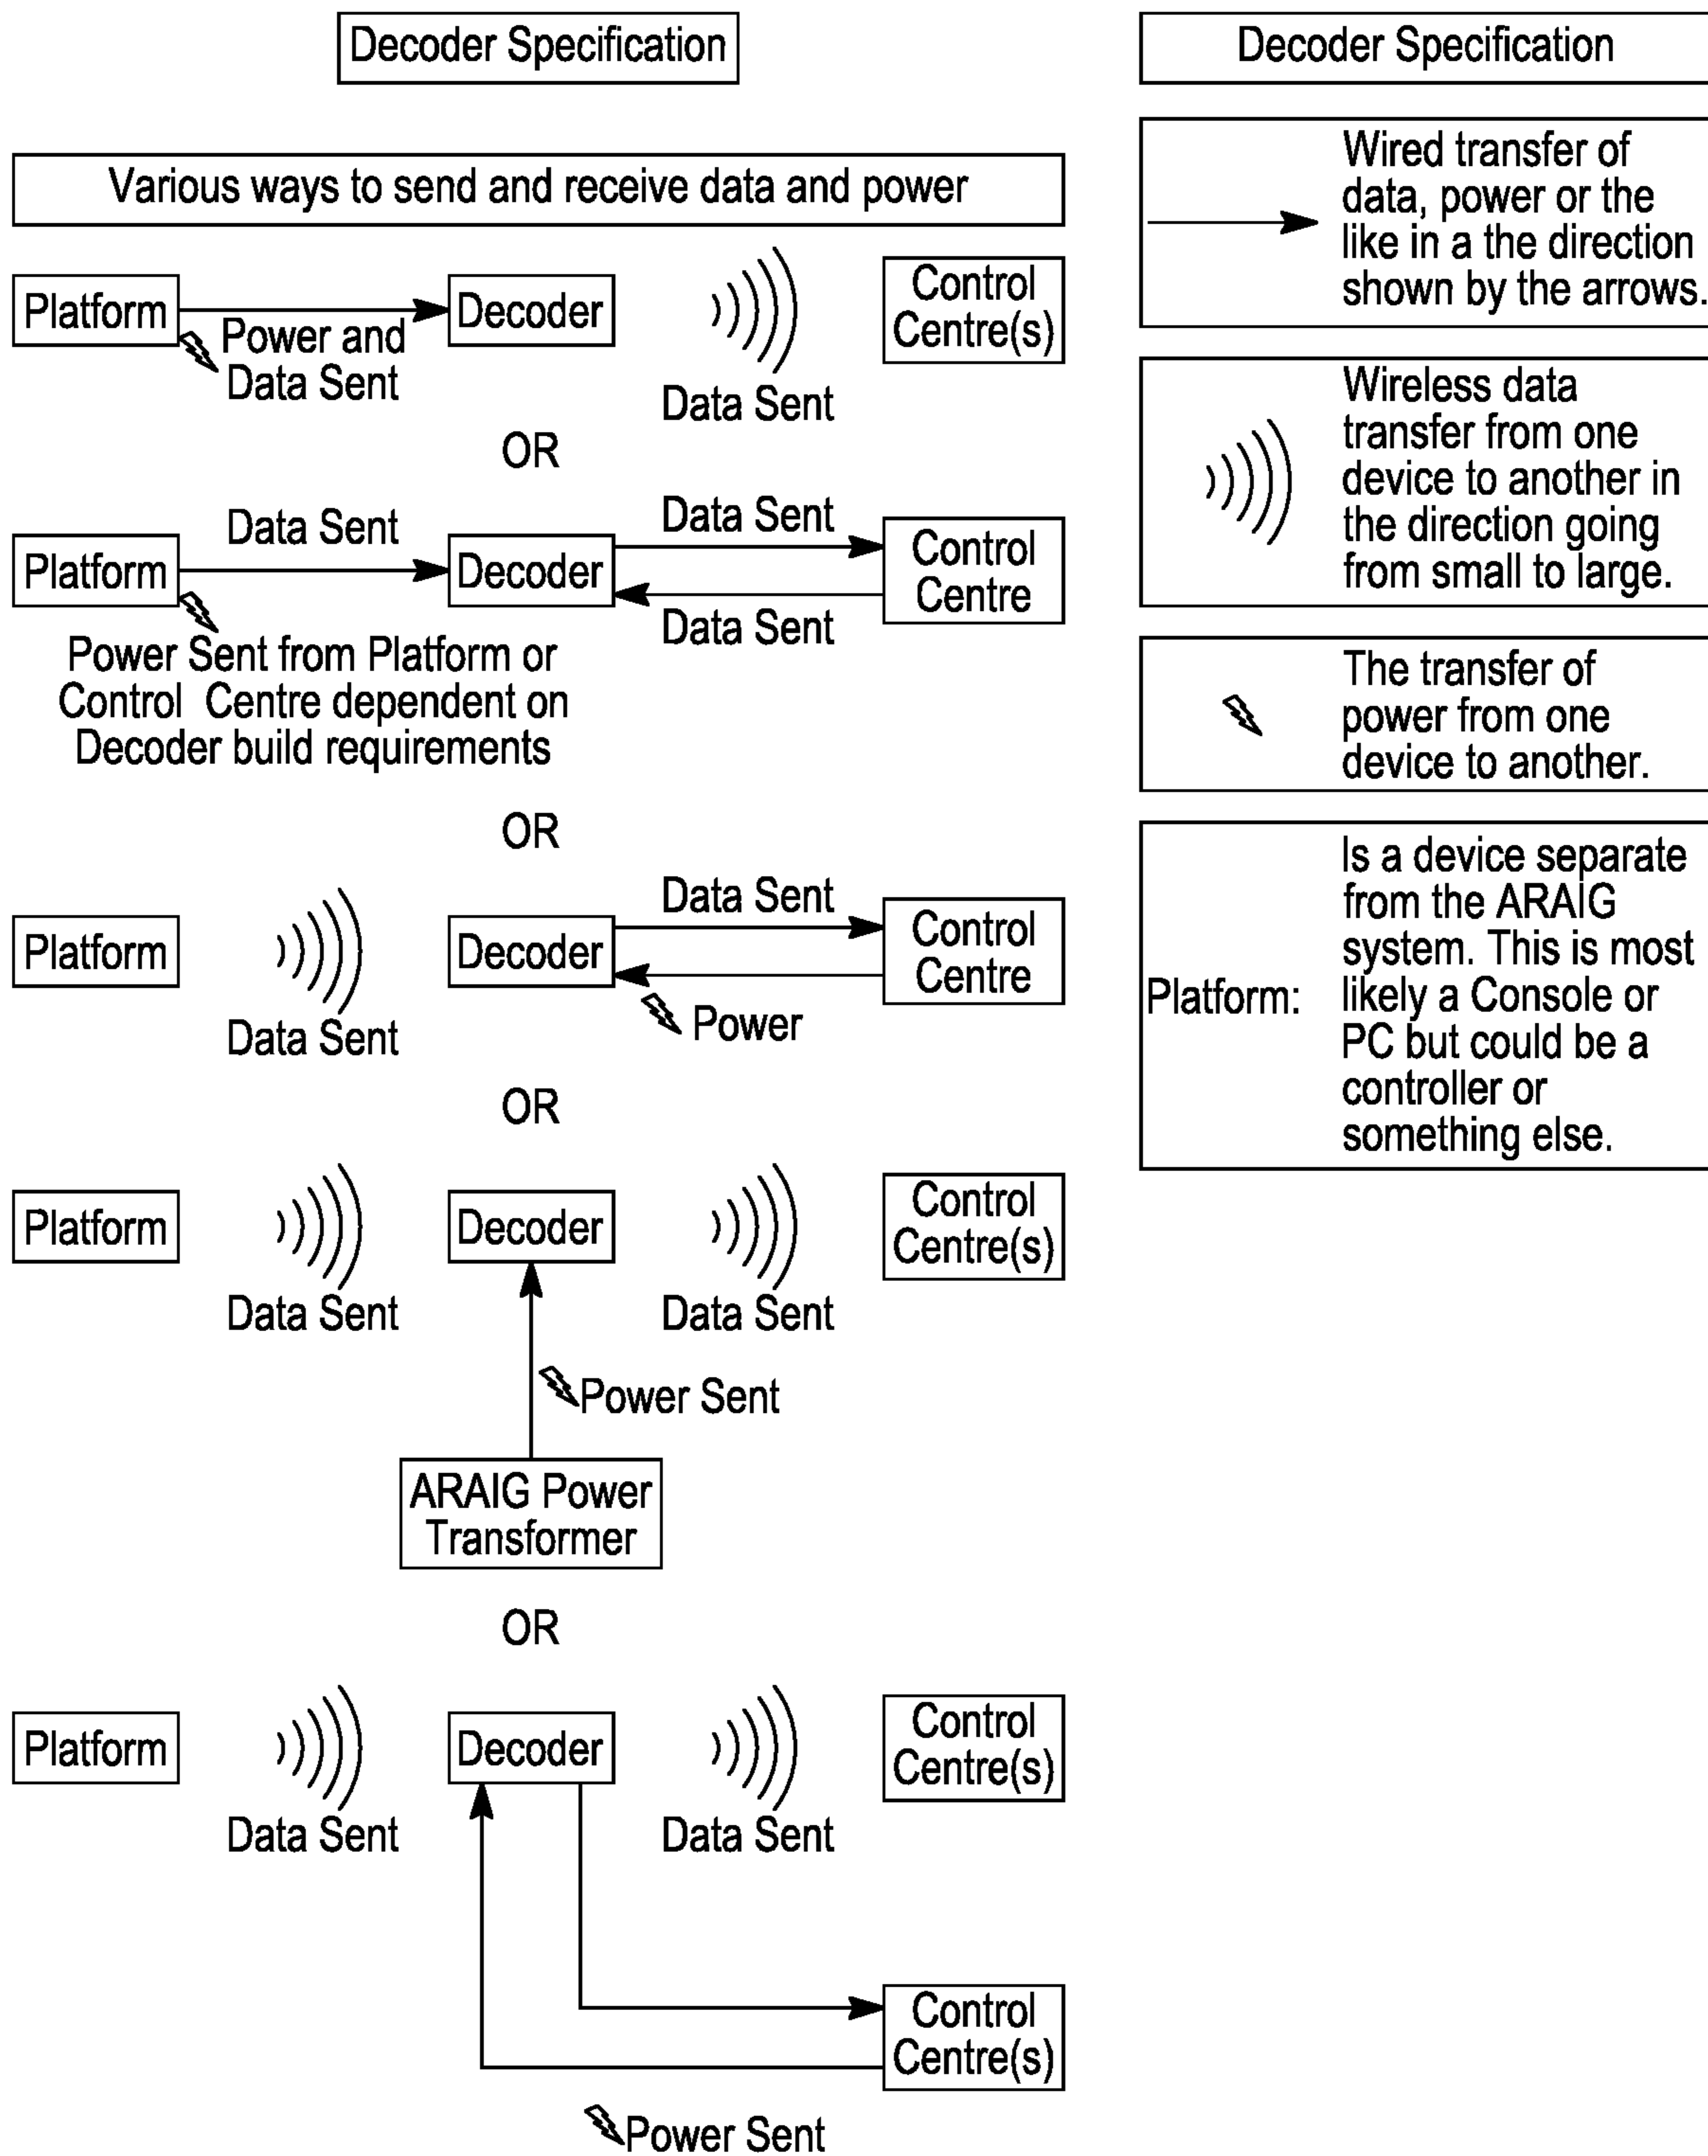 Decoder Specification
Various ways to send and receive data and power
Platform
Power and
Data Sent
Decoder
Data Sent
Control
Centre(s)
OR
Platform
Data Sent
Decoder
Data Sent
Data Sent
Control
Centre
Power Sent from Platform or
Control Centre dependent on
Decoder build requirements
OR
Platform
Data Sent
Decoder
Data Sent
Power
Control
Centre
OR
Platform
Data Sent
Decoder
Data Sent
Control
Centre(s)
Power Sent
ARAIG Power
Transformer
OR
Platform
Data Sent
Decoder
Data Sent
Control
Centre(s)
Control
Centre(s)
Power Sent
Decoder Specification
Wired transfer of
data, power or the
like in a the direction
shown by the arrows.
Wireless data
transfer from one
device to another in
the direction going
from small to large.
The transfer of
power from one
device to another.
Platform:
Is a device separate
from the ARAIG
system. This is most
likely a Console or
PC but could be a
controller or
something else.